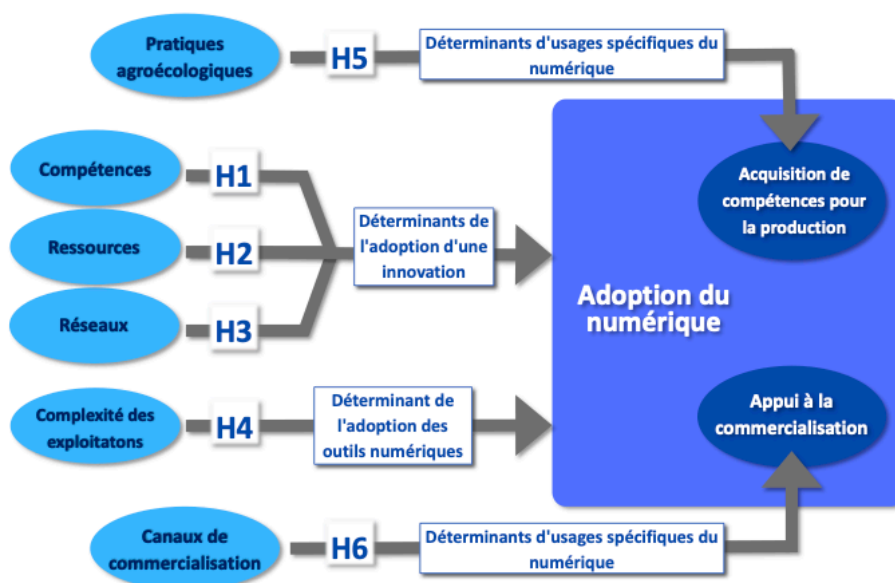 Pratiques
agroécologiques
H5
Déterminants d'usages spécifiques du
numérique
Compétences
H1
Ressources
H2
Réseaux
H3
Déterminants de
l'adoption d'une
innovation
Acquisition de
compétences pour
la production
Adoption du
numérique
Complexité des
exploitatons
H4
Déterminant de
l'adoption des
outils numériques
Appui à la
commercialisation
Canaux de
commercialisation
H6
Déterminants d'usages spécifiques du
numérique